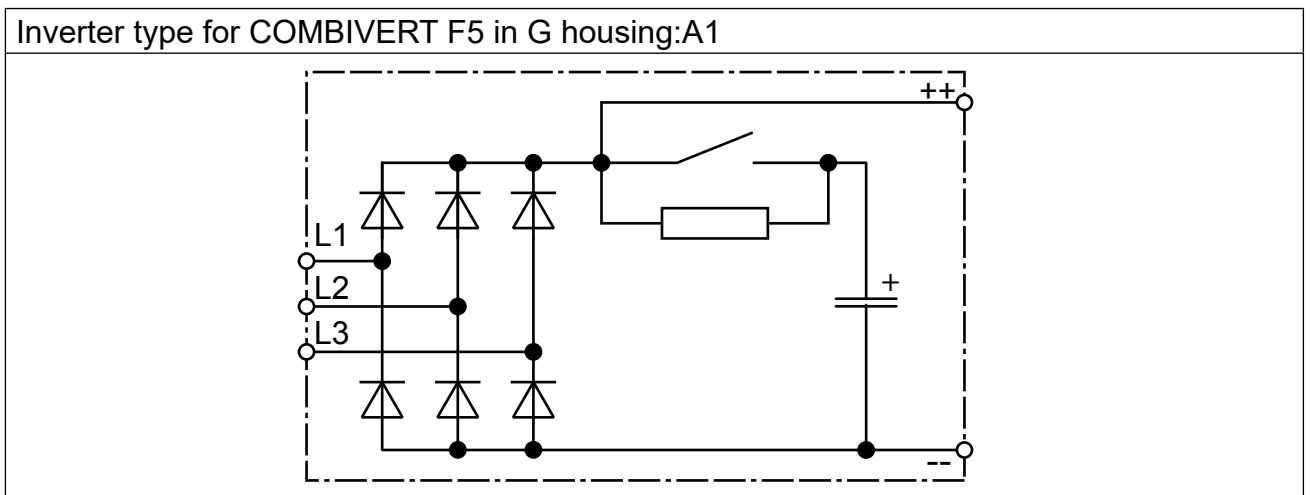 Inverter type for COMBIVERT F5 in G housing:A1
++
L1
L2
L3
+
--